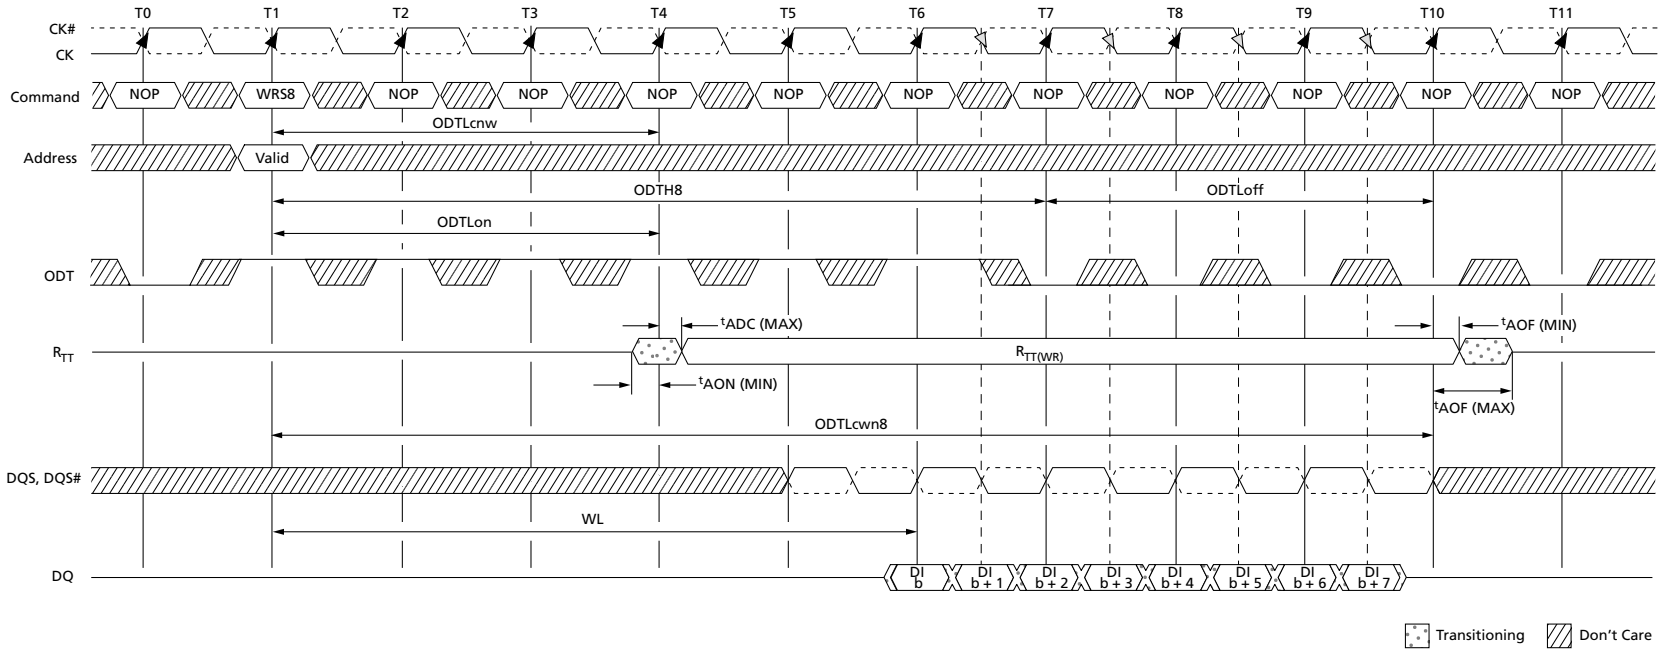 T0 T1 T2 T3 T4 T5 T6 T7 T8 T9 T10 T11
CK#
CK
Command NOP WRS8 NOP NOP NOP NOP NOP NOP NOP NOP NOP NOP
ODTLcnw
Address Valid
ODTH8 ODTLoff
ODTLon
ODT
tADC (MAX) tAOF (MIN)
RTT RTT(WR)
tAON (MIN)
tAOF (MAX)
ODTLcwn8
DQS, DQS#
WL
DQ DI b DI b + 1 DI b + 2 DI b + 3 DI b + 4 DI b + 5 DI b + 6 DI b + 7
Transitioning Don't Care